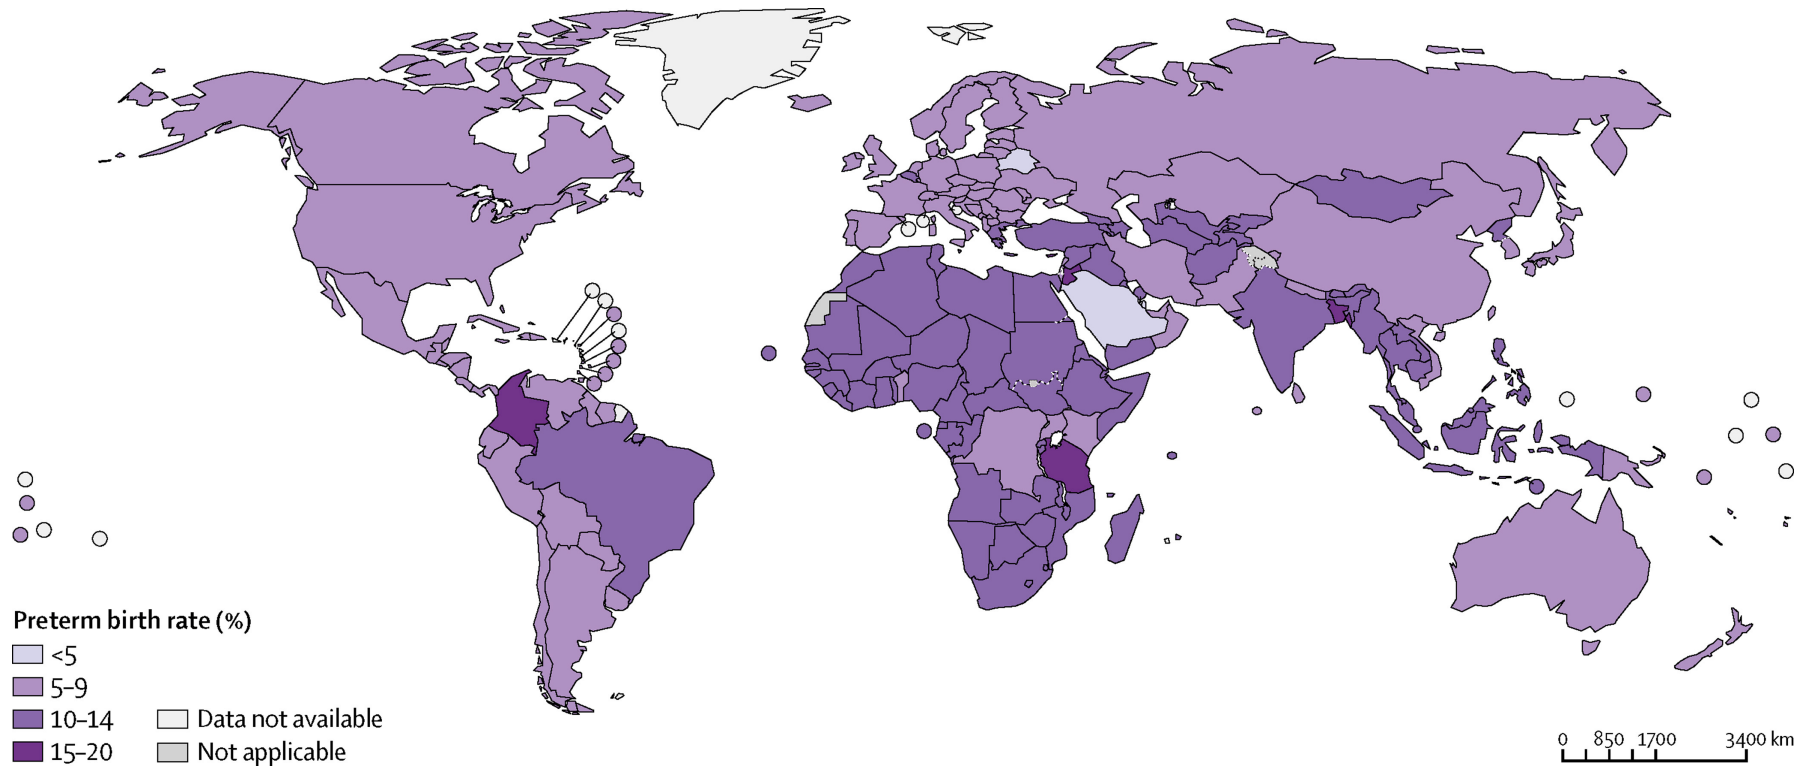 Preterm birth rate (%)
<5
5–9
10–14
15–20
Data not available
Not applicable
0 850 1700 3400 km